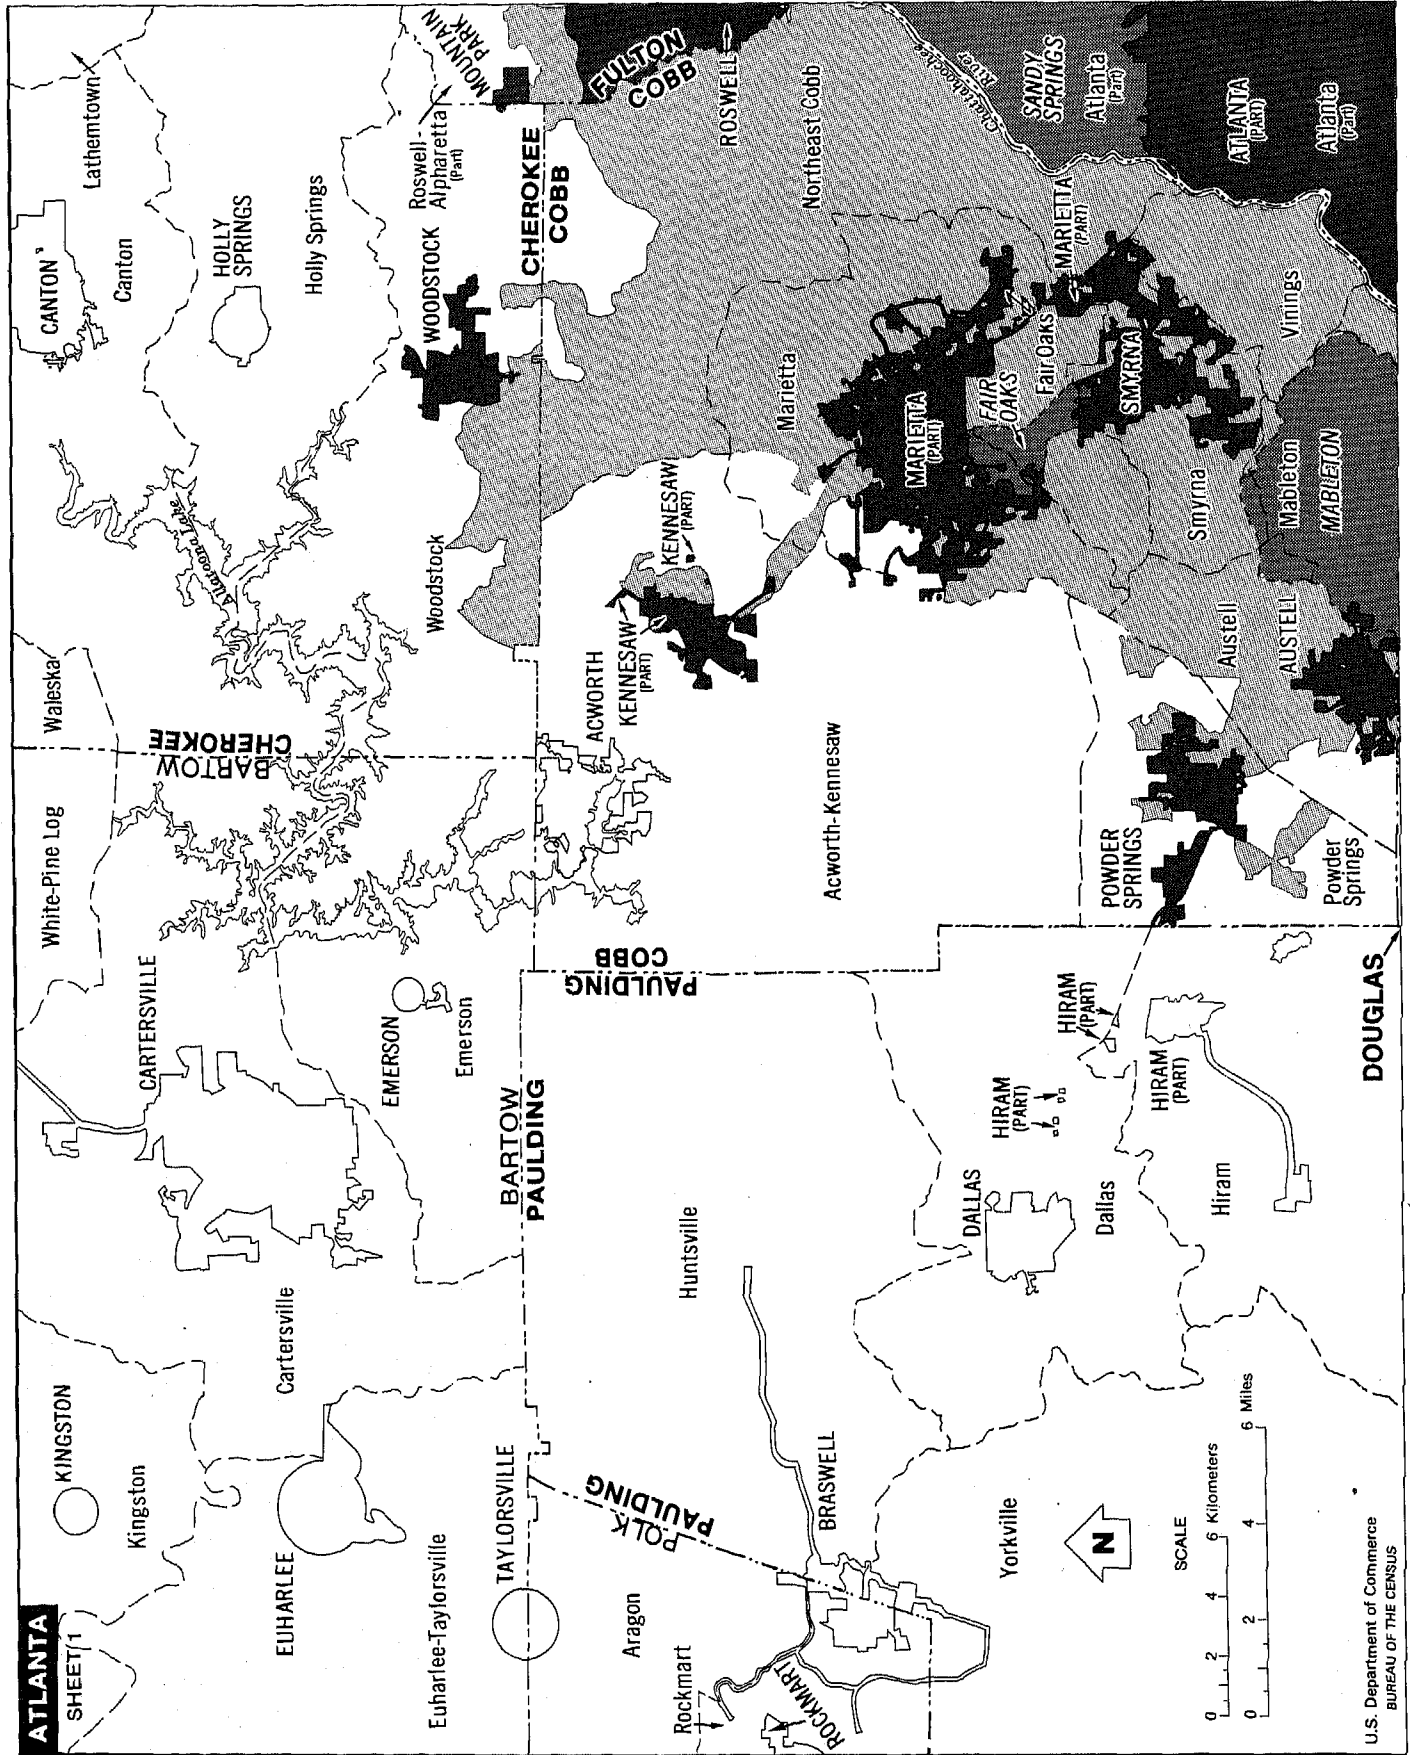 ATLANTA
SHEET 1
KINGSTON
Kingston
EUHARLEE
Euharlee-Taylorsville
TAYLORSVILLE
Cartersville
CARTERSVILLE
White-Pine Log
Waleska
BARTOW
CHEROKEE
Allatoona Lake
EMERSON
Emerson
CANTON
Canton
Lathemtown
HOLLY
SPRINGS
Holly Springs
WOODSTOCK
Woodstock
Roswell-
Alpharetta
(Part)
MOUNTAIN
PARK
CHEROKEE
COBB
FULTON
COBB
ROSWELL
Northeast Cobb
Chattahoochee
River
SANDY
SPRINGS
Atlanta
(Part)
ATLANTA
(PART)
Atlanta
(Part)
BARTOW
PAULDING
PAULDING
COBB
ACWORTH
KENNESAW
(PART)
KENNESAW
(PART)
Acworth-Kennesaw
Marietta
MARIETTA
(PART)
MARIETTA
(PART)
FAIR
OAKS
Fair Oaks
SMYRNA
Smyrna
Vinings
Mableton
MABLETON
Austell
AUSTELL
POWDER
SPRINGS
Powder
Springs
DOUGLAS
HIRAM
(PART)
HIRAM
(PART)
HIRAM
(PART)
Hiram
DALLAS
Dallas
Huntsville
BRASWELL
POLK
PAULDING
Aragon
Rockmart
ROCKMART
Yorkville
N
SCALE
0 2 4 6 Kilometers
0 2 4 6 Miles
U.S. Department of Commerce
BUREAU OF THE CENSUS